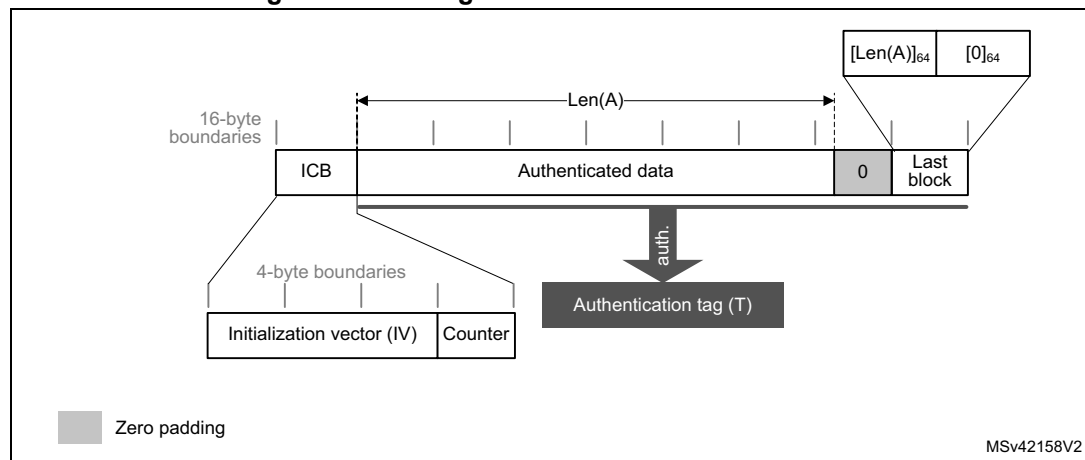 [Len(A)]64 [0]64
Len(A)
16-byte
boundaries
ICB
Authenticated data
0
Last
block
auth.
4-byte boundaries
Authentication tag (T)
Initialization vector (IV) Counter
Zero padding
MSv42158V2